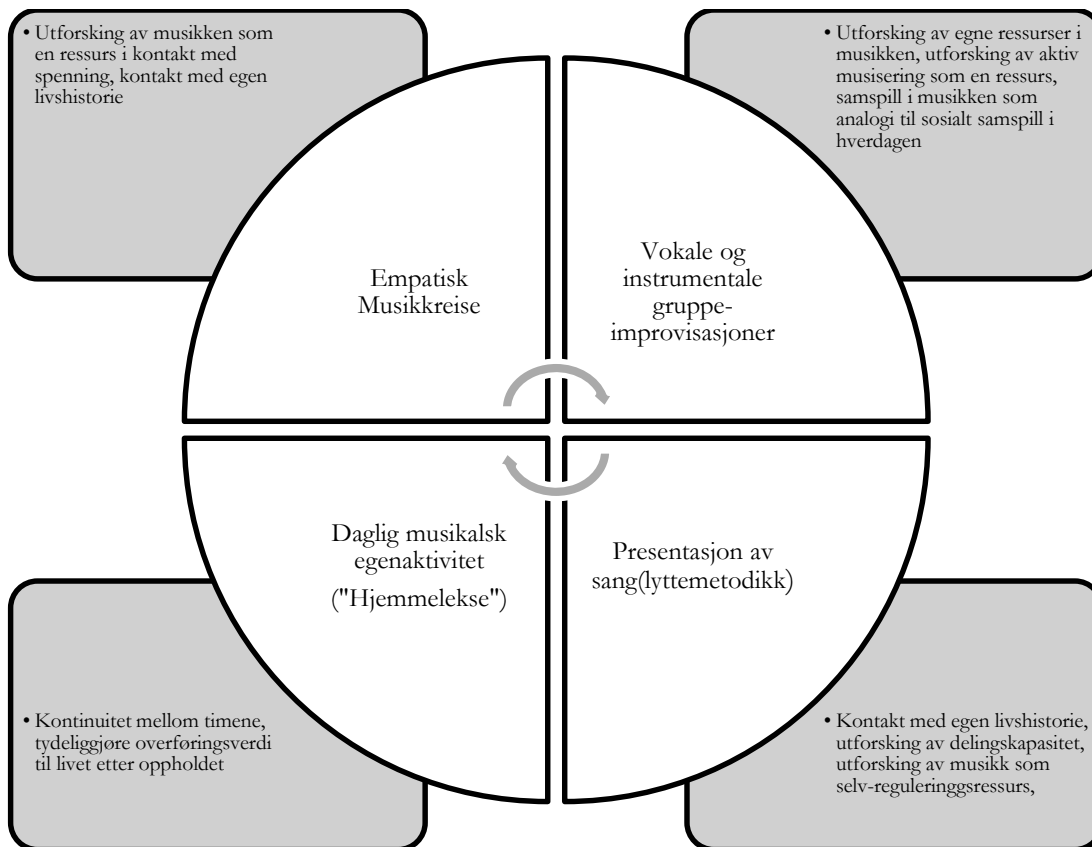 • Utforsking av musikken som
en ressurs i kontakt med
spenning, kontakt med egen
livshistorie
• Utforsking av egne ressurser i
musikken, utforsking av aktiv
musisering som en ressurs,
samspill i musikken som
analogi til sosialt samspill i
hverdagen
Empatisk
Musikkreise
Vokale og
instrumentale
gruppe-
improvisasjoner
Daglig musikalsk
egenaktivitet
("Hjemmelekse")
Presentasjon av
sang(lyttemetodikk)
• Kontinuitet mellom timene,
tydeliggjøre overføringsverdi
til livet etter oppholdet
• Kontakt med egen livshistorie,
utforsking av delingskapasitet,
utforsking av musikk som
selv-reguleringgsressurs,